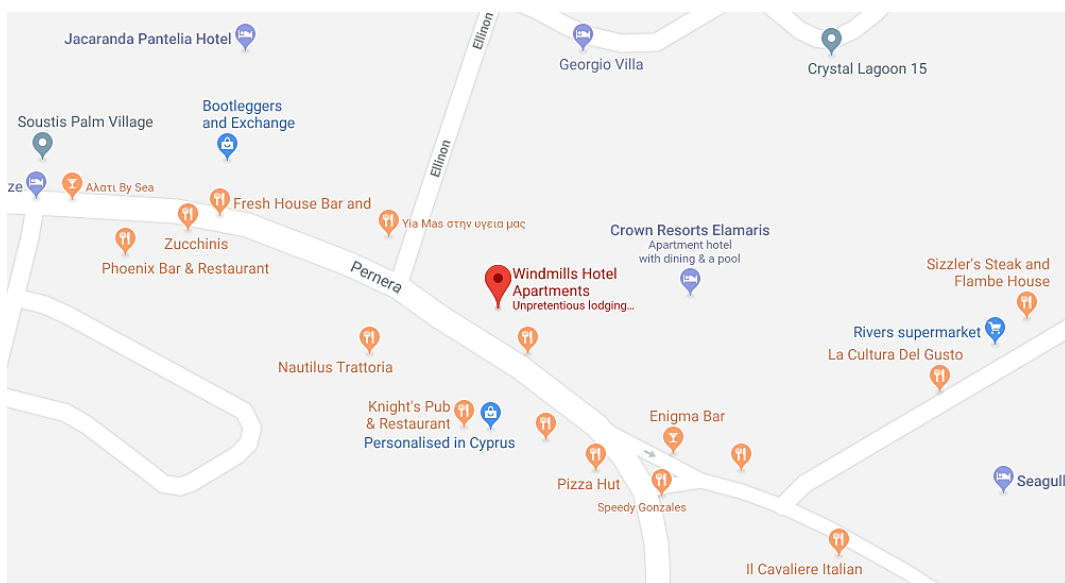 Jacaranda Pantelia Hotel
Ellinon
Georgio Villa
Crystal Lagoon 15
Bootleggers
and Exchange
Soustis Palm Village
Ellinon
ze
Αλατι By Sea
Fresh House Bar and
Yia Mas στην υγεια μας
Zucchinis
Phoenix Bar & Restaurant
Pernera
Crown Resorts Elamaris
Apartment hotel
with dining & a pool
Windmills Hotel
Apartments
Unpretentious lodging...
Sizzler's Steak and
Flambe House
Rivers supermarket
La Cultura Del Gusto
Nautilus Trattoria
Knight's Pub
& Restaurant
Personalised in Cyprus
Enigma Bar
Pizza Hut
Speedy Gonzales
Seagull
Il Cavaliere Italian